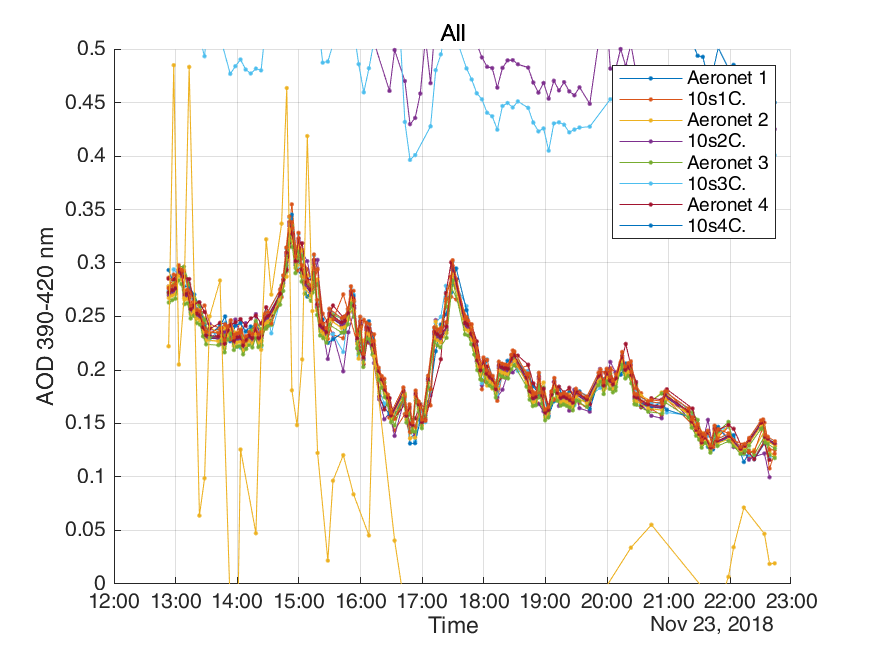 All
0.5
0.45
0.4
0.35
0.3
0.25
0.2
0.15
0.1
0.05
0
AOD 390-420 nm
Aeronet 1
10s1C.
Aeronet 2
10s2C.
Aeronet 3
10s3C.
Aeronet 4
10s4C.
12:00 13:00 14:00 15:00 16:00 17:00 18:00 19:00 20:00 21:00 22:00 23:00
Time
Nov 23, 2018